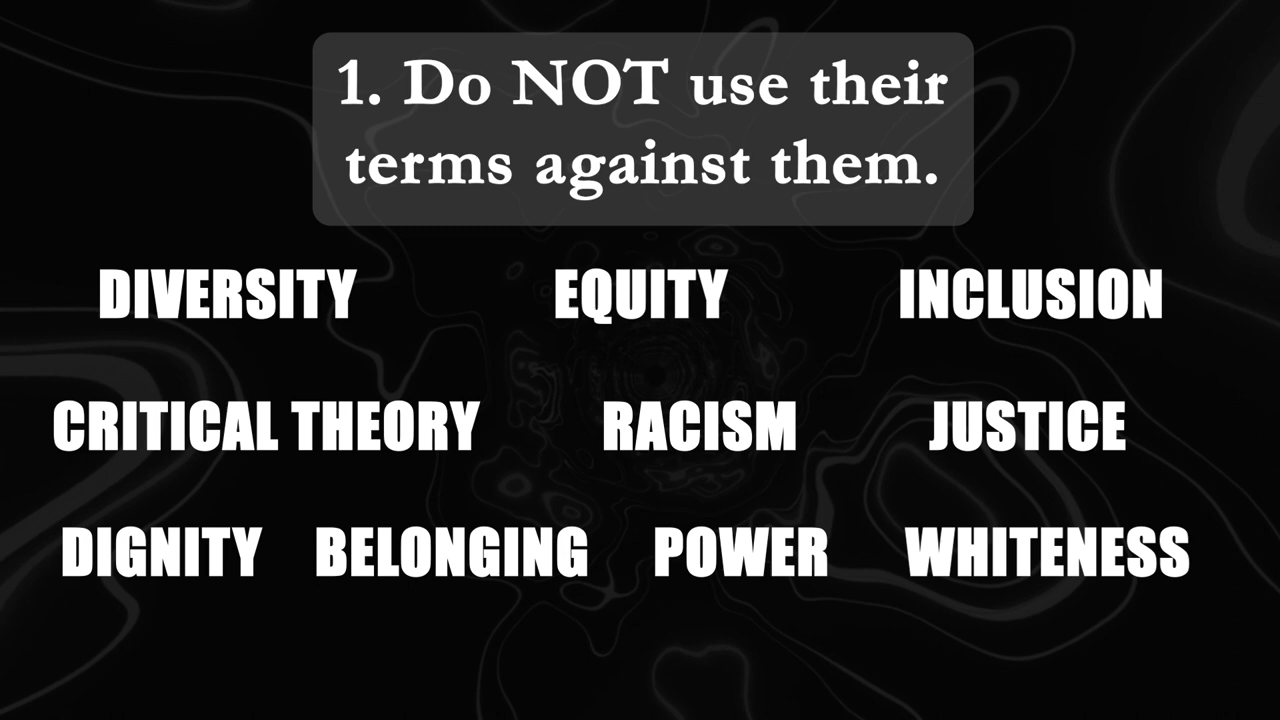 1. Do NOT use their
terms against them.
DIVERSITY EQUITY INCLUSION
CRITICAL THEORY RACISM JUSTICE
DIGNITY BELONGING POWER WHITENESS